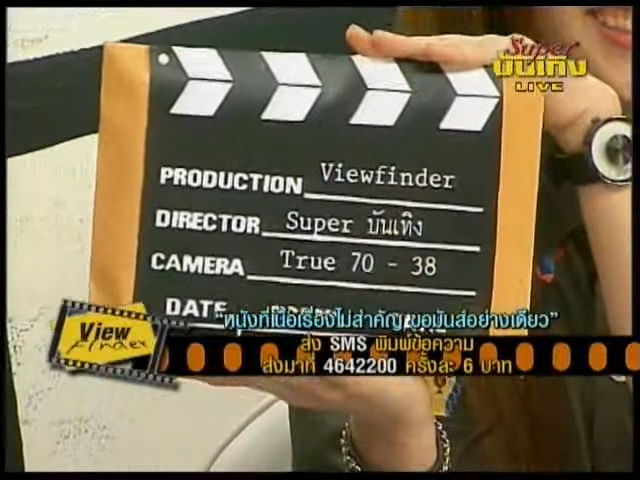 Super
บันเทิง
LIVE
PRODUCTION Viewfinder
DIRECTOR Super บันเทิง
CAMERA True 70 - 38
DATE
"หนังที่เนื้อเรื่องไม่สำคัญ ขอมันส์อย่างเดียว"
View
Finder
ส่ง SMS พิมพ์ข้อความ
ส่งมาที่ 4642200 ครั้งละ 6 บาท